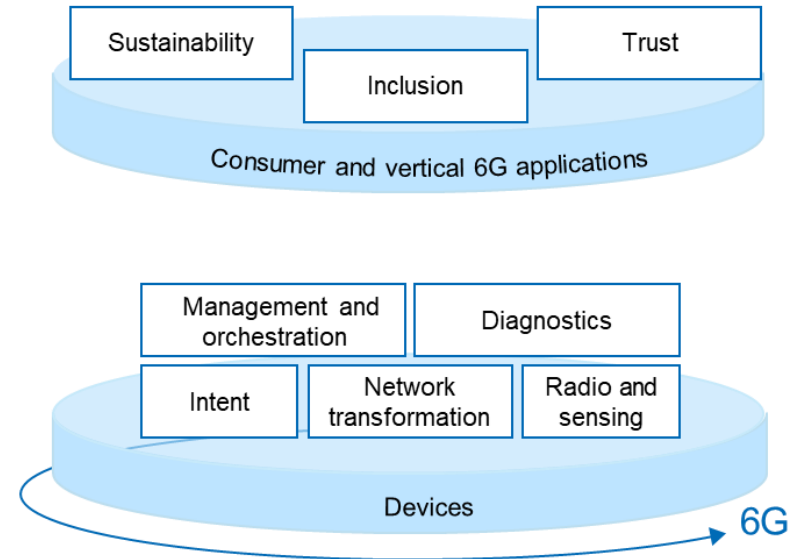 Sustainability
Trust
Inclusion
Consumer and vertical 6G applications
Management and
orchestration
Diagnostics
Intent
Network
transformation
Radio and
sensing
Devices
6G